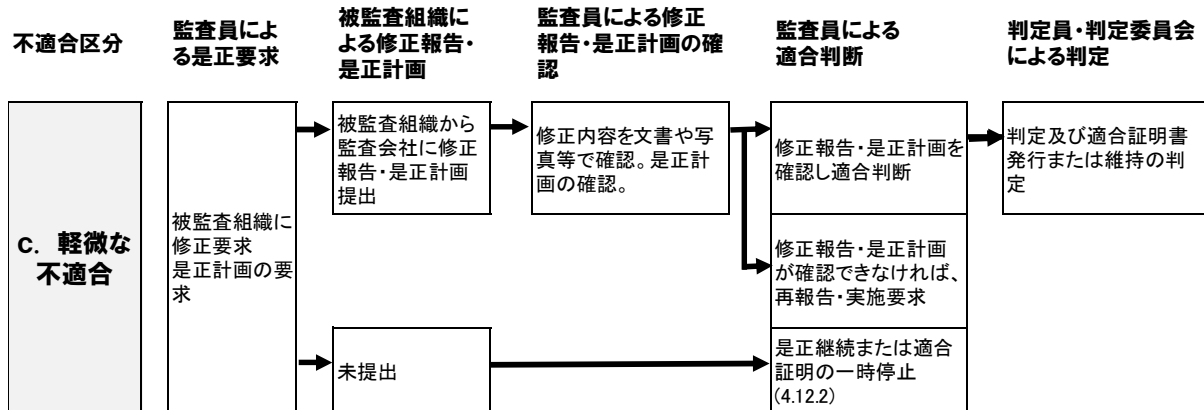 不適合区分
監査員によ
る是正要求
被監査組織に
よる修正報告・
是正計画
監査員による修正
報告・是正計画の確
認
監査員による
適合判断
判定員・判定委員会
による判定
C. 軽微な
不適合
被監査組織に
修正要求
是正計画の要
求
被監査組織から
監査会社に修正
報告・是正計画
提出
修正内容を文書や写
真等で確認。是正計
画の確認。
修正報告・是正計画を
確認し適合判断
判定及び適合証明書
発行または維持の判
定
修正報告・是正計画
が確認できなければ、
再報告・実施要求
未提出
是正継続または適合
証明の一時停止
(4.12.2)